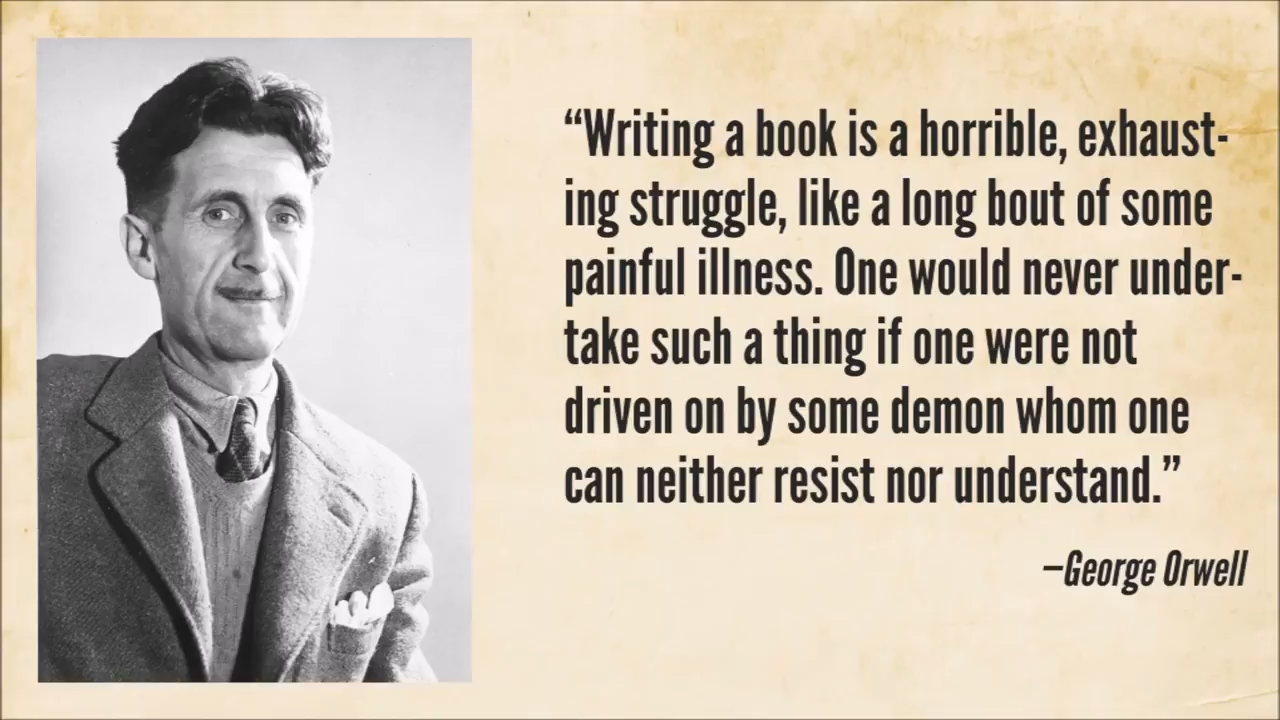 “Writing a book is a horrible, exhaust-
ing struggle, like a long bout of some
painful illness. One would never under-
take such a thing if one were not
driven on by some demon whom one
can neither resist nor understand.”
–George Orwell